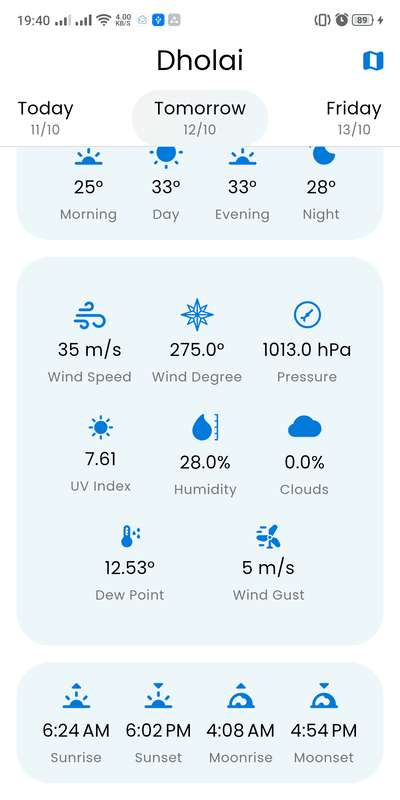 19:40 4.00 KB/S 89
Dholai
Today Tomorrow Friday
11/10 12/10 13/10
25° 33° 33° 28°
Morning Day Evening Night
35 m/s 275.0° 1013.0 hPa
Wind Speed Wind Degree Pressure
7.61 28.0% 0.0%
UV Index Humidity Clouds
12.53° 5 m/s
Dew Point Wind Gust
6:24 AM 6:02 PM 4:08 AM 4:54 PM
Sunrise Sunset Moonrise Moonset